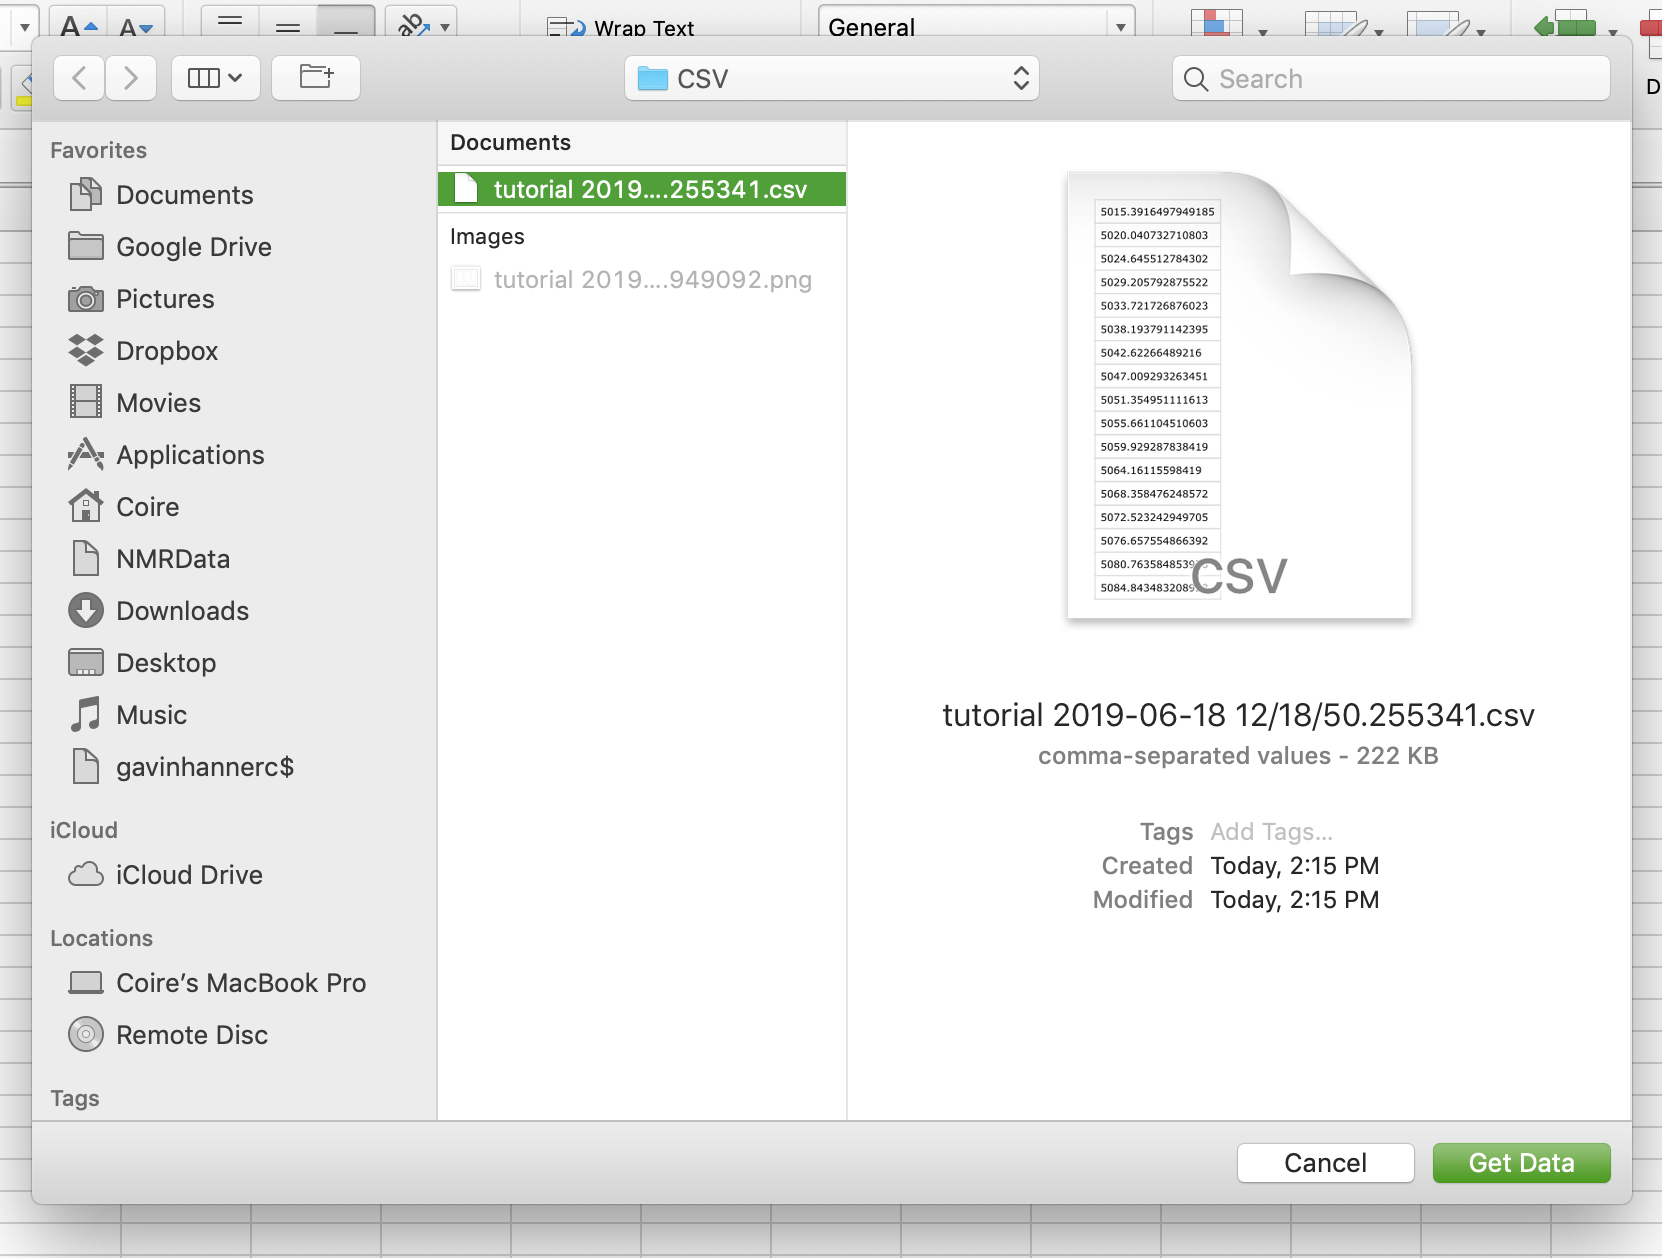 A A ab Wrap Text General
CSV Search
D
Favorites
Documents
Google Drive
Pictures
Dropbox
Movies
Applications
Coire
NMRData
Downloads
Desktop
Music
gavinhannerc$
iCloud
iCloud Drive
Locations
Coire’s MacBook Pro
Remote Disc
Tags
Documents
tutorial 2019....255341.csv
Images
tutorial 2019....949092.png
5015.3916497949185
5020.040732710803
5024.645512784302
5029.205792875522
5033.721726876023
5038.193791142395
5042.62266489216
5047.009293263451
5051.354951111613
5055.661104510603
5059.929287838419
5064.16115598419
5068.358476248572
5072.523242949705
5076.657554866392
CSV
tutorial 2019-06-18 12/18/50.255341.csv
comma-separated values - 222 KB
Tags Add Tags...
Created Today, 2:15 PM
Modified Today, 2:15 PM
Cancel Get Data